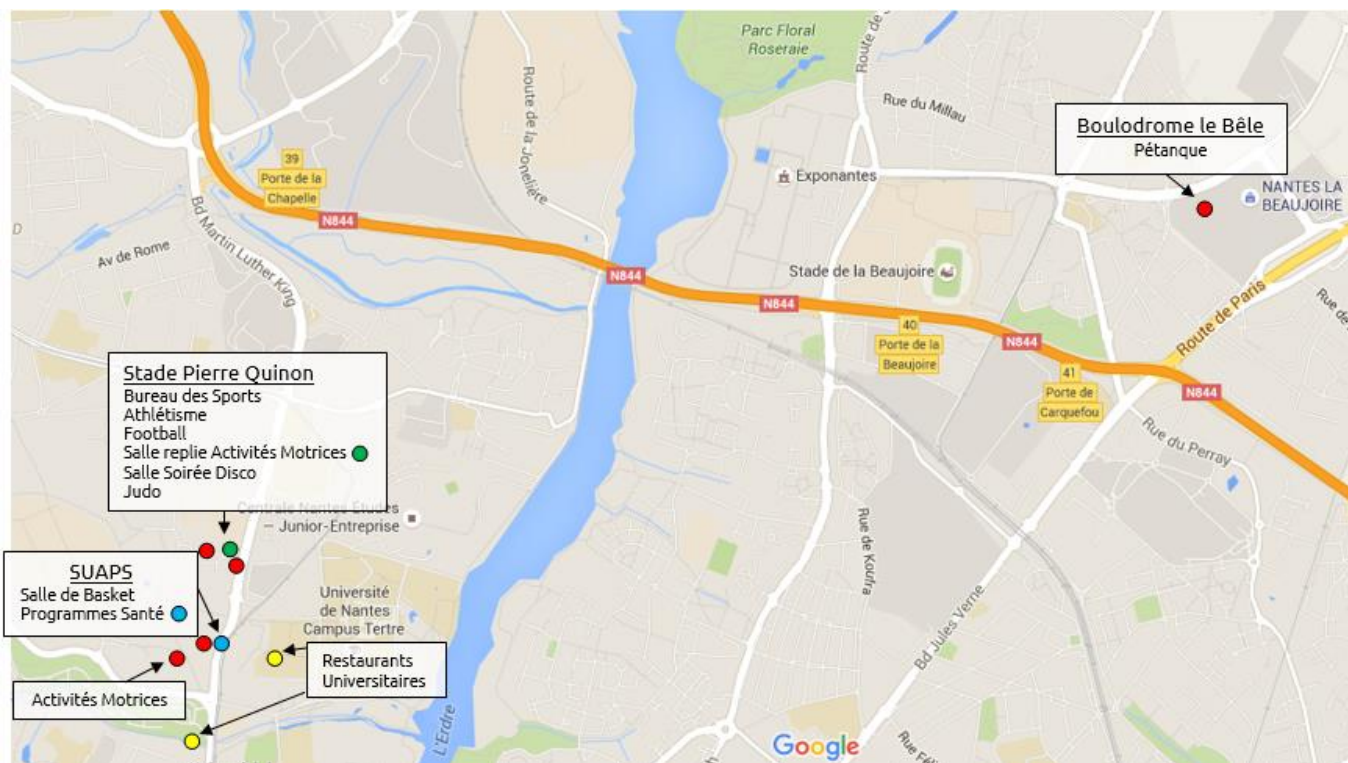 Parc Floral
Roseraie
Route de S
Route de la Jonelière
Rue du Millau
Boulodrome le Bêle
Pétanque
39
Porte de la
Chapelle
N844
Exponantes
NANTES LA
BEAUJOIRE
Bd Martin Luther King
Av de Rome
D
N844
Stade de la Beaujoire
N844
Route de Paris
Rue de
40
Porte de la
Beaujoire
N844
41
Porte de
Carquefou
N844
Rue du Perray
Stade Pierre Quinon
Bureau des Sports
Athlétisme
Football
Salle replie Activités Motrices
Salle Soirée Disco
Judo
Centrale Nantes Études
– Junior-Entreprise
Rue de Koufra
SUAPS
Salle de Basket
Programmes Santé
Université
de Nantes
Campus Tertre
Bd Jules Verne
Restaurants
Universitaires
Activités Motrices
L'Erdre
Google